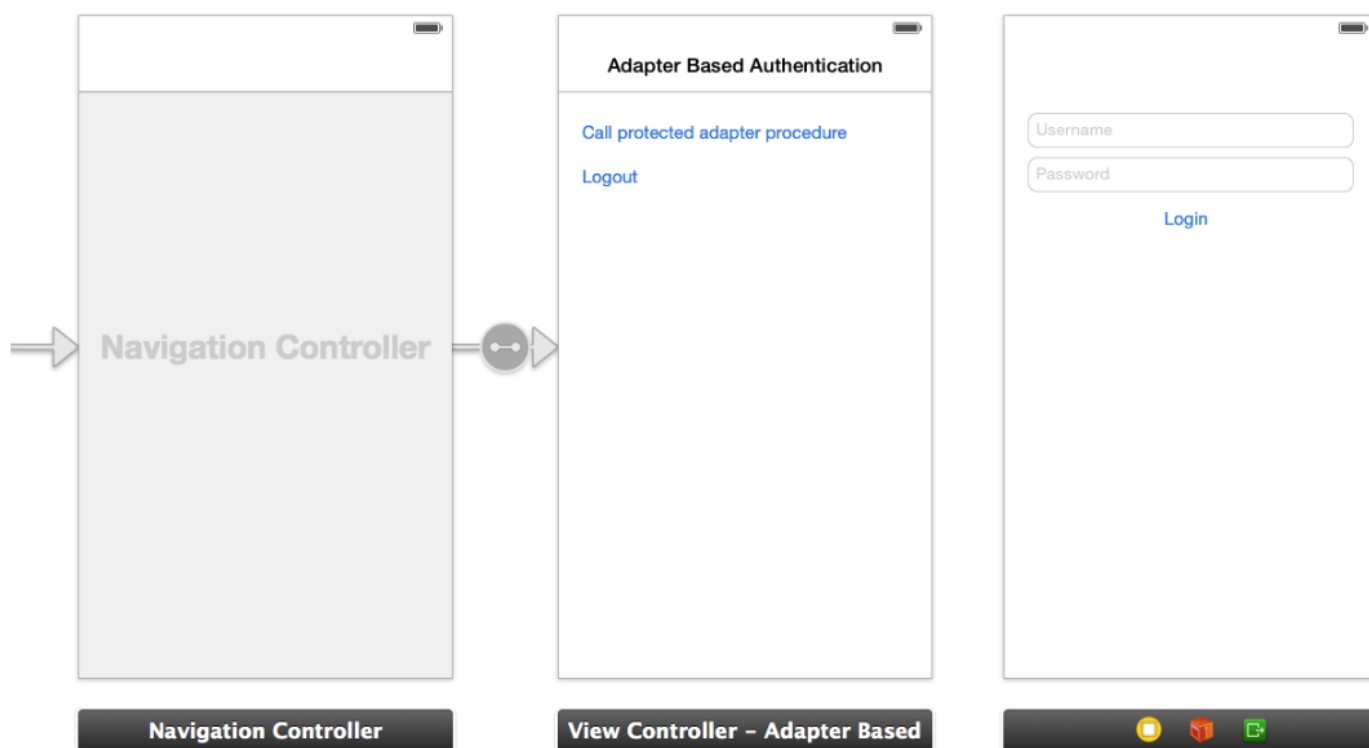 Navigation Controller
Navigation Controller
Adapter Based Authentication
Call protected adapter procedure
Logout
View Controller – Adapter Based
Username
Password
Login